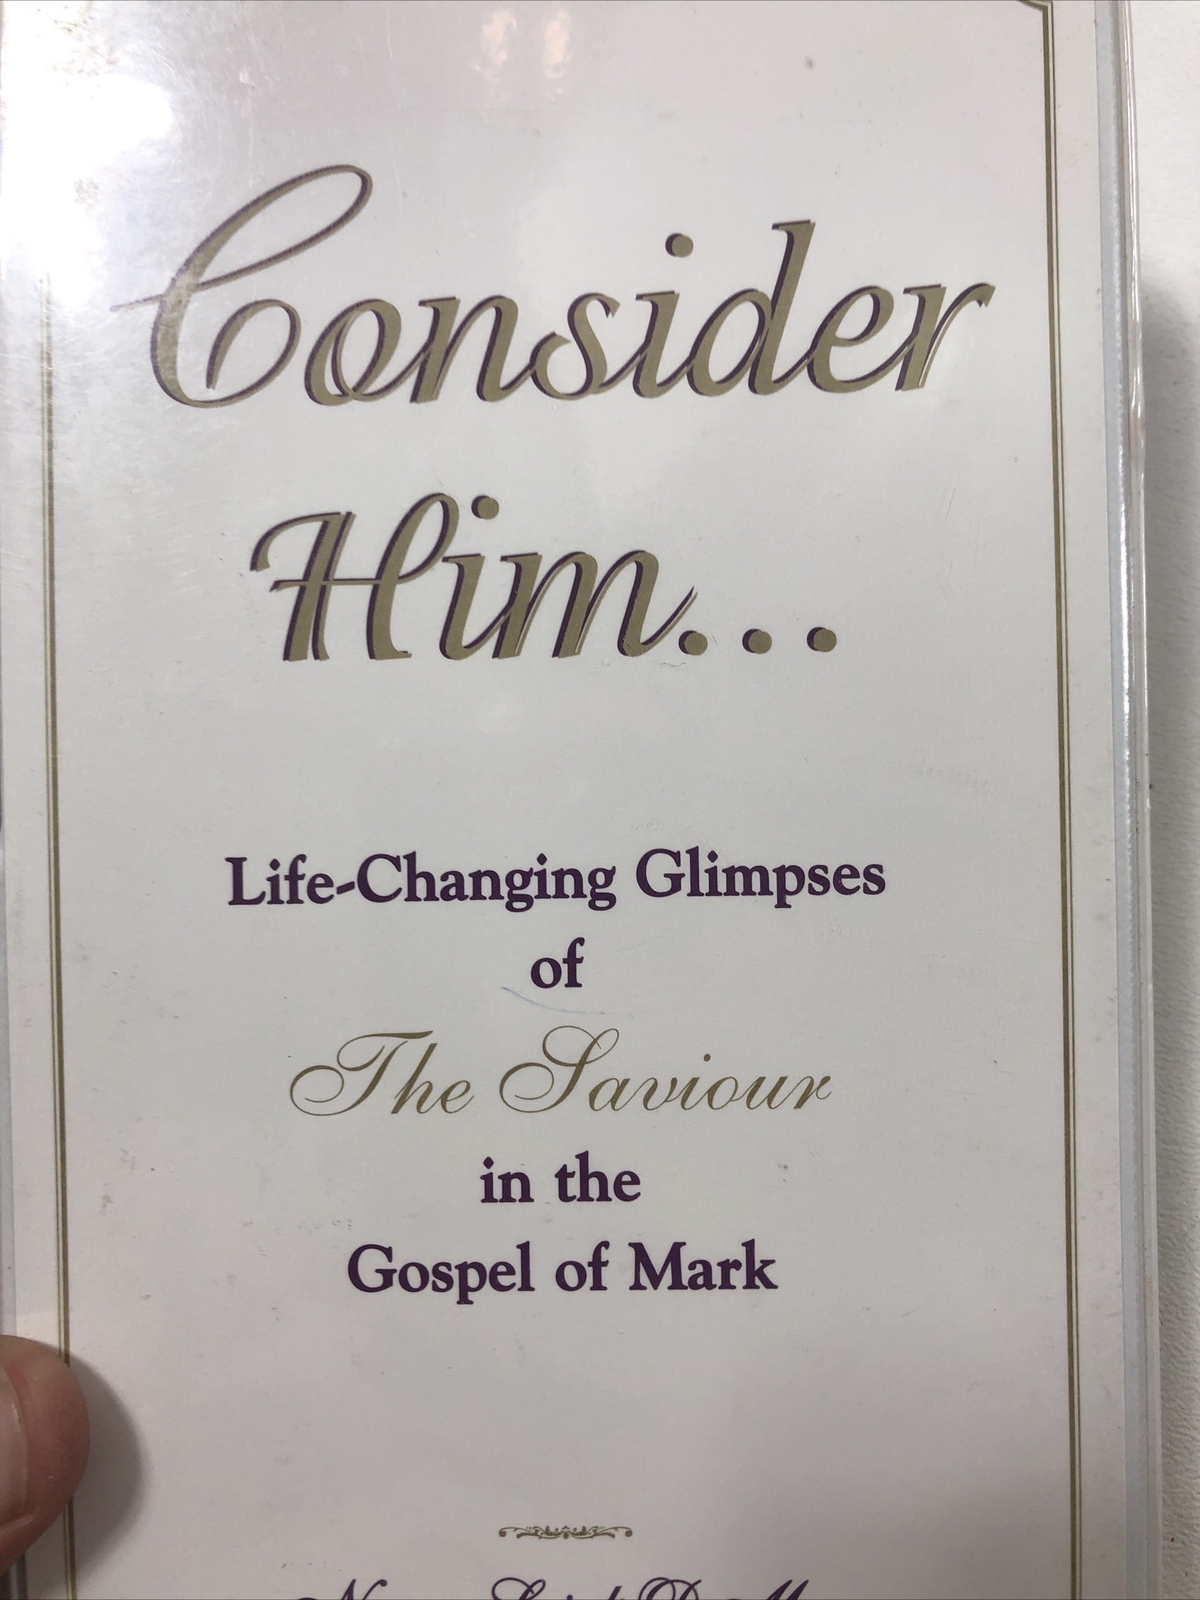 Consider
Him...
Life-Changing Glimpses
of
The Saviour
in the
Gospel of Mark